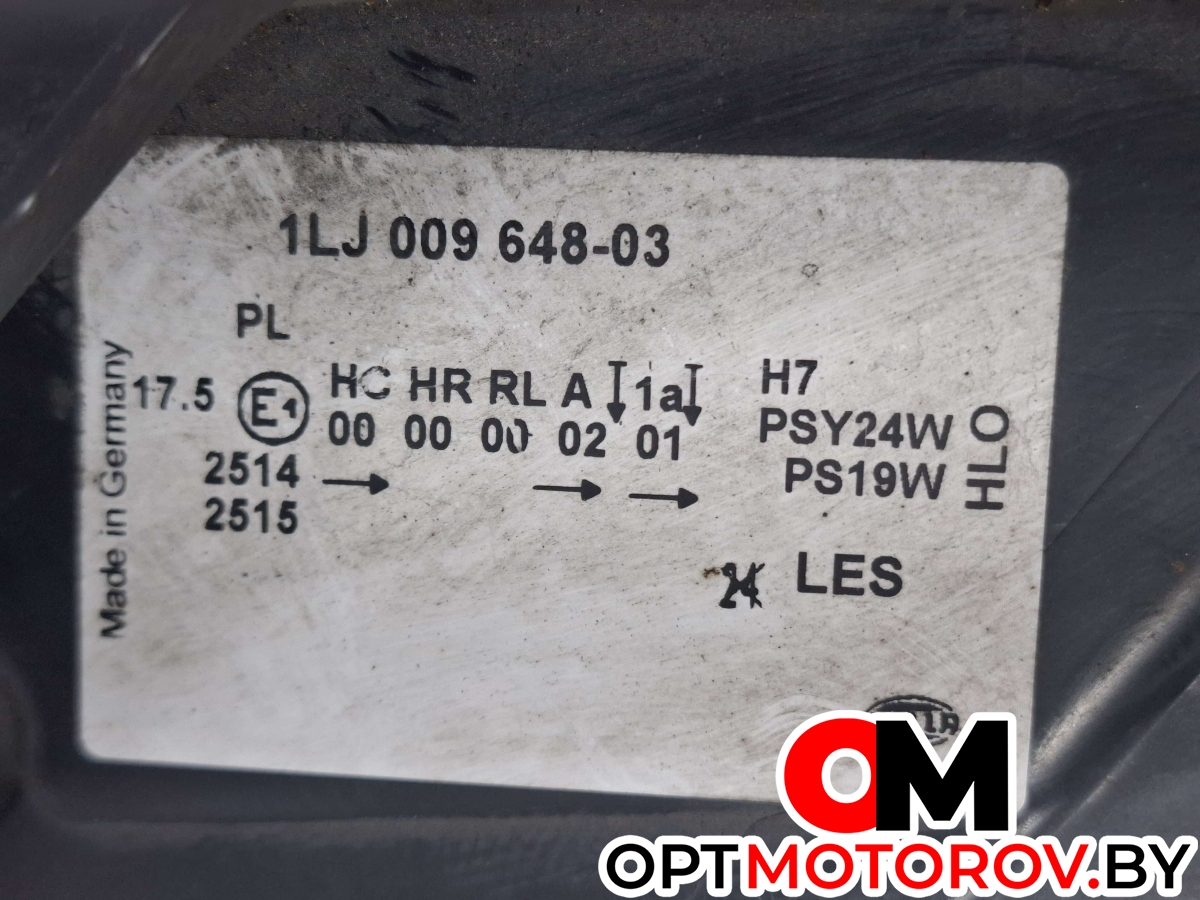 1LJ 009 648-03
PL
17.5 E1 HC HR RL A 1a H7
00 00 00 02 01 PSY24W
2514 → → → PS19W
2515
HLO
Made in Germany
24 LES
OM
OPTMOTOROV.BY